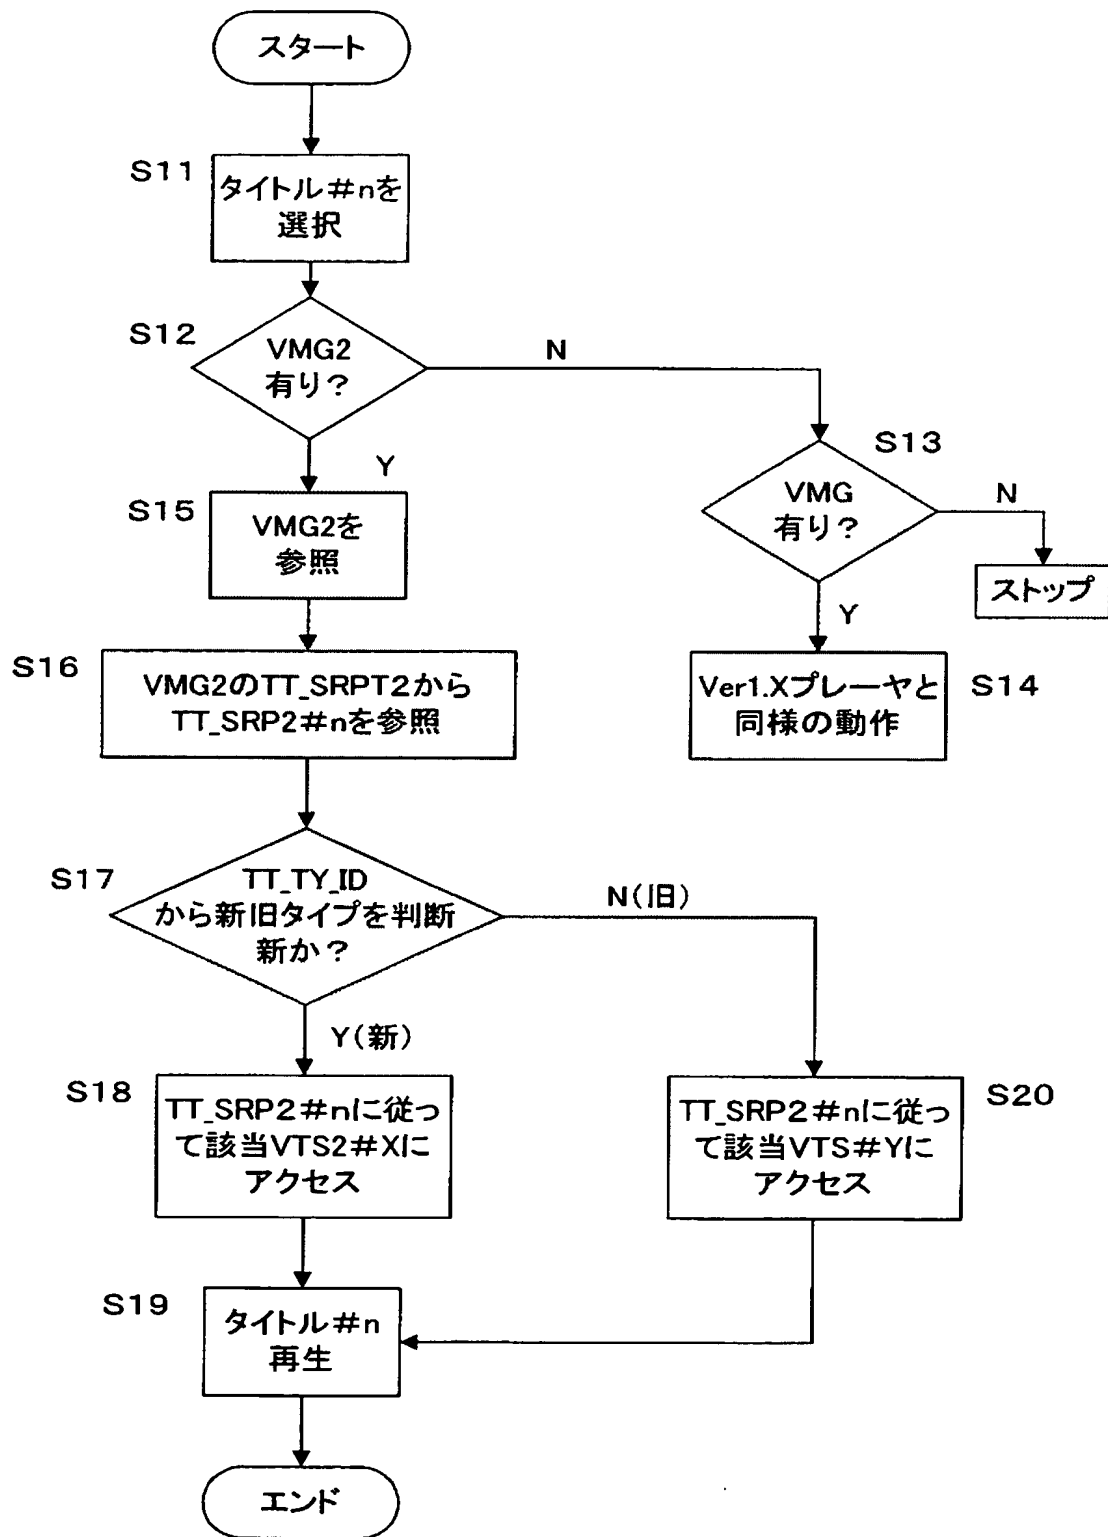 スタート
S11
タイトル#nを
選択
S12
VMG2
有り?
N
Y
S13
VMG
有り?
N
Y
ストップ
S15
VMG2を
参照
S16
VMG2のTT_SRPT2から
TT_SRP2#nを参照
Ver1.Xプレーヤと
同様の動作
S14
S17
TT_TY_ID
から新旧タイプを判断
新か?
N(旧)
Y(新)
S18
TT_SRP2#nに従っ
て該当VTS2#Xに
アクセス
TT_SRP2#nに従っ
て該当VTS#Yに
アクセス
S20
S19
タイトル#n
再生
エンド